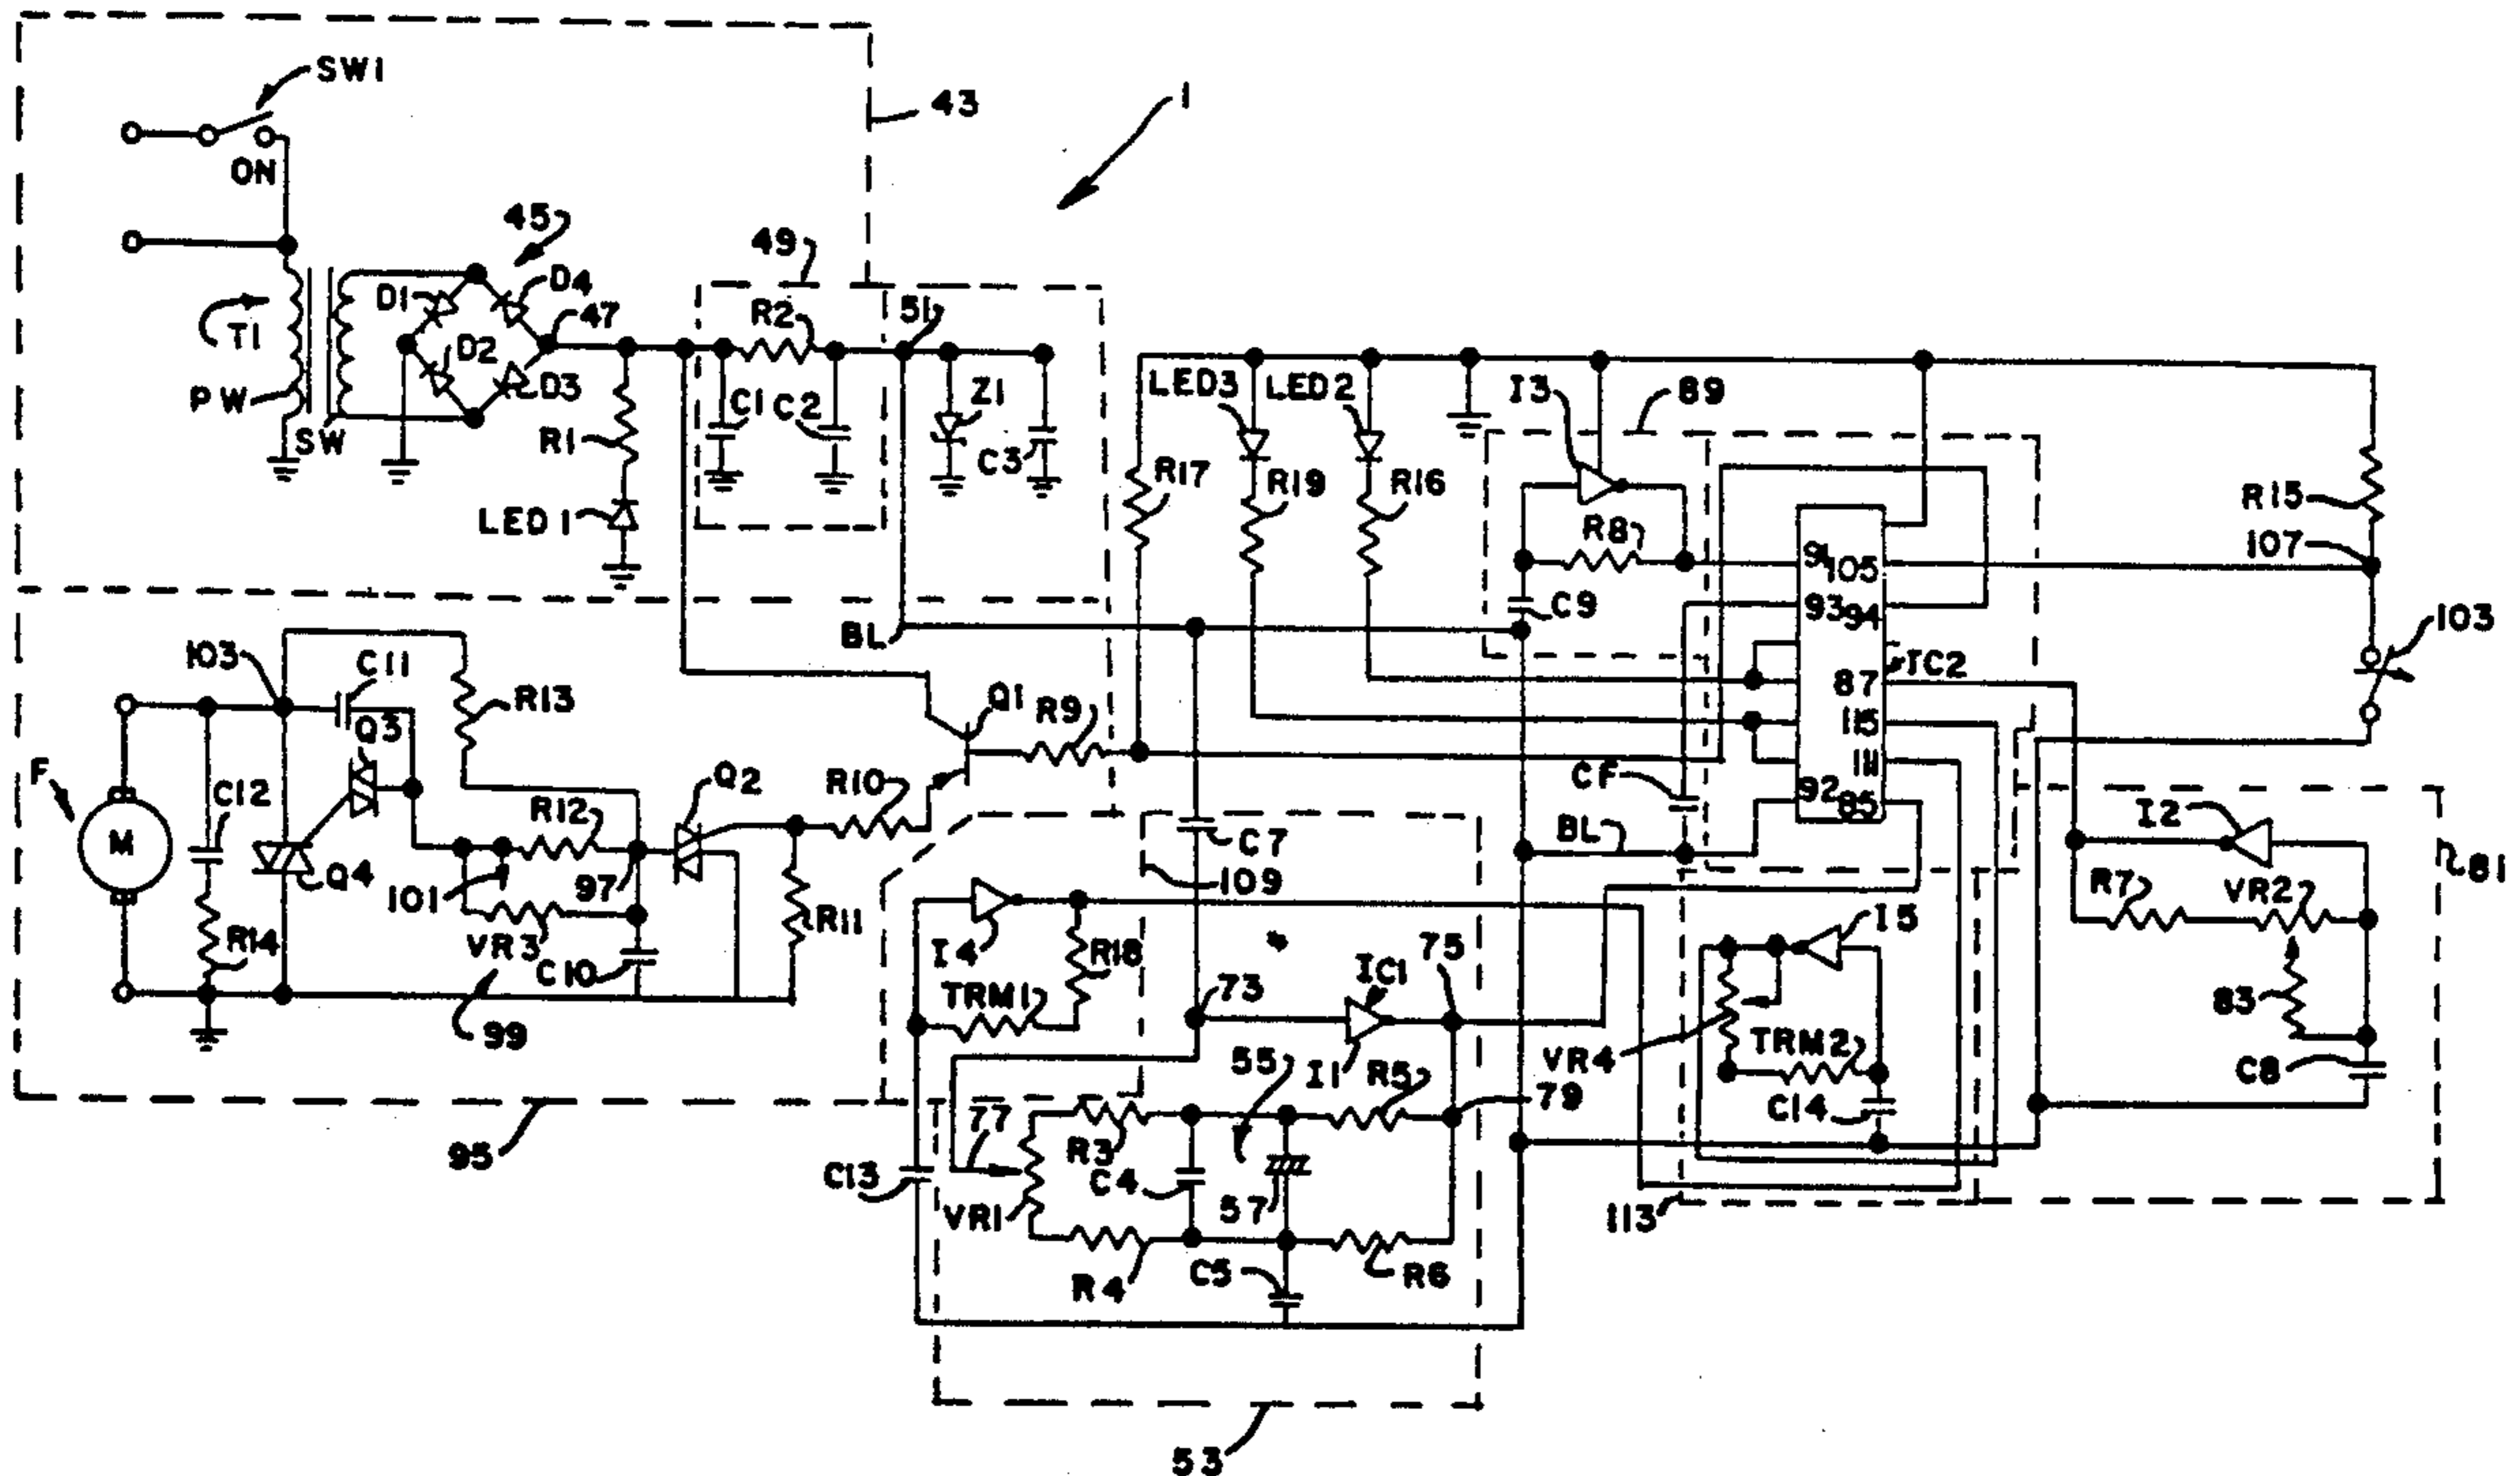 SW1
43
1
ON
45
49
D1
D4
R2
51
47
T1
D2
LED3
LED2
I3
89
PW
D3
C1
C2
Z1
SW
R1
C3
R17
R19
R16
R15
LED1
R8
107
91
105
C9
93
94
103
BL
103
C11
IC2
R13
Q1
R9
87
Q3
115
F
C12
R10
Q2
CF
111
R12
92
85
I2
M
C7
BL
Q4
97
109
81
101
R7
VR2
R11
I5
R14
VR3
I4
R18
*
75
C10
IC1
TRM1
73
83
99
VR4
TRM2
55
I1
R5
C8
77
79
C14
95
R3
C13
C4
VR1
57
113
C5
R4
R6
53